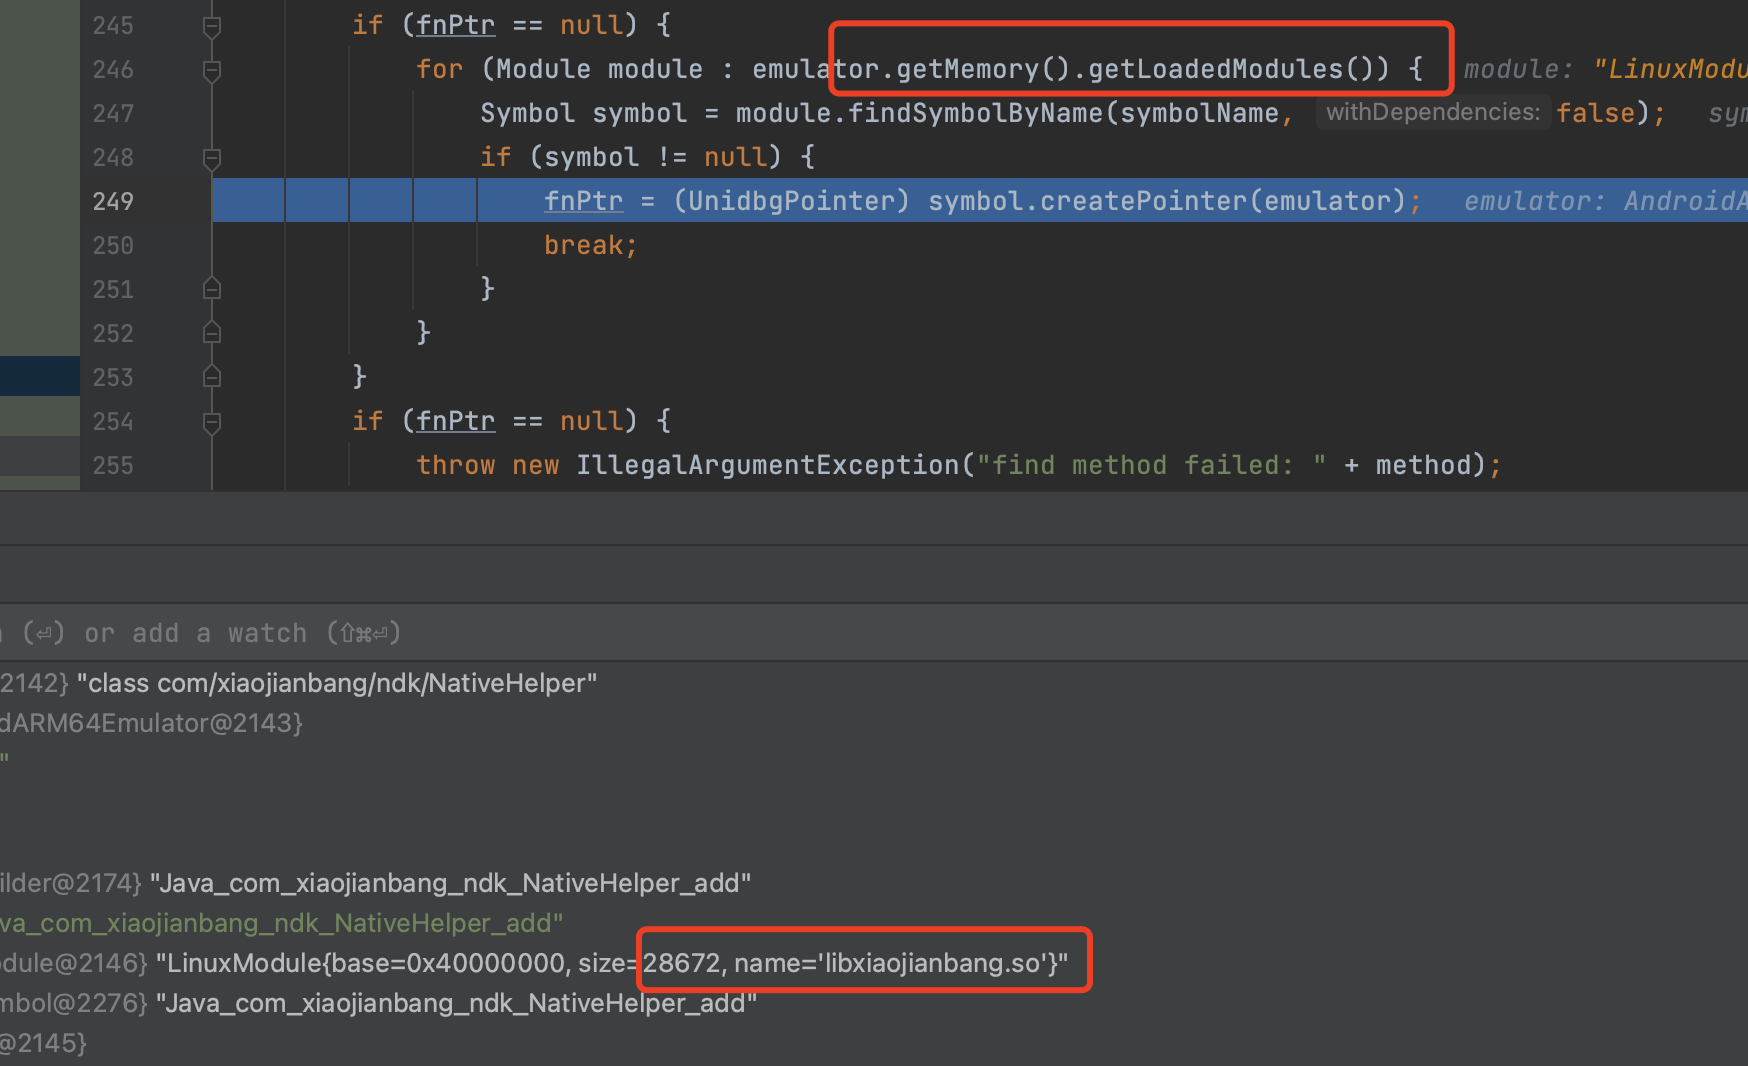 245 if (fnPtr == null) {
246 for (Module module : emulator.getMemory().getLoadedModules()) { module: "LinuxModu
247 Symbol symbol = module.findSymbolByName(symbolName, withDependencies: false); sym
248 if (symbol != null) {
249 fnPtr = (UnidbgPointer) symbol.createPointer(emulator); emulator: AndroidA
250 break;
251 }
252 }
253 }
254 if (fnPtr == null) {
255 throw new IllegalArgumentException("find method failed: " + method);
(⏎) or add a watch (⇧⌘⏎)
2142} "class com/xiaojianbang/ndk/NativeHelper"
dARM64Emulator@2143}
"
ilder@2174} "Java_com_xiaojianbang_ndk_NativeHelper_add"
va_com_xiaojianbang_ndk_NativeHelper_add"
dule@2146} "LinuxModule{base=0x40000000, size=28672, name='libxiaojianbang.so'}"
mbol@2276} "Java_com_xiaojianbang_ndk_NativeHelper_add"
@2145}